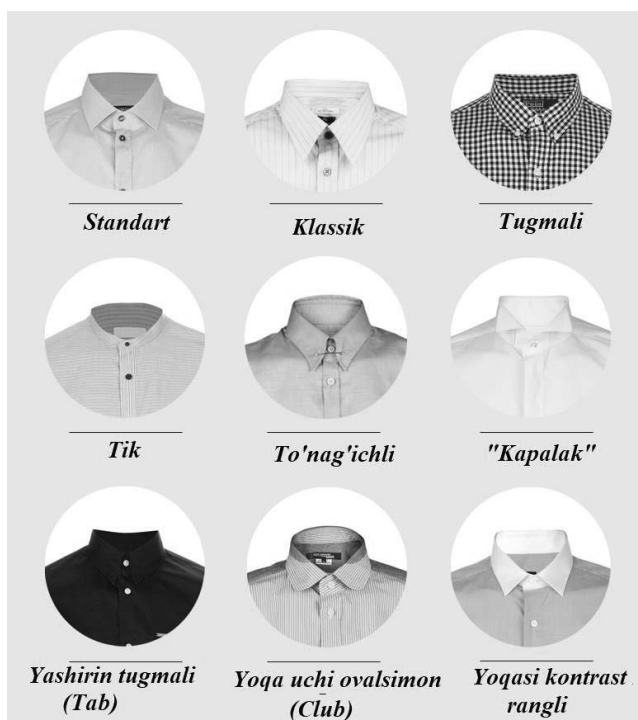 Standart
Klassik
Tugmali
Tik
To'nag'ichli
"Kapalak"
Yashirin tugmali
(Tab)
Yoqa uchi ovalsimon
(Club)
Yoqasi kontrast
rangli